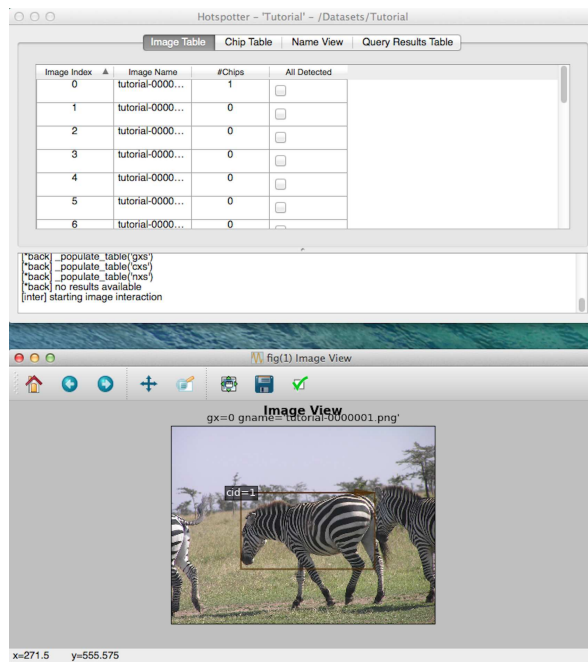 Hotspotter - 'Tutorial' - /Datasets/Tutorial
Image Table Chip Table Name View Query Results Table
Image Index Image Name #Chips All Detected
0 tutorial-0000... 1
1 tutorial-0000... 0
2 tutorial-0000... 0
3 tutorial-0000... 0
4 tutorial-0000... 0
5 tutorial-0000... 0
6 tutorial-0000... 0
[*back] _populate_table('gxs')
[*back] _populate_table('cxs')
[*back] _populate_table('nxs')
[*back] no results available
[inter] starting image interaction
fig(1) Image View
Image View
gx=0 gname='tutorial-0000001.png'
cid=1
x=271.5 y=555.575